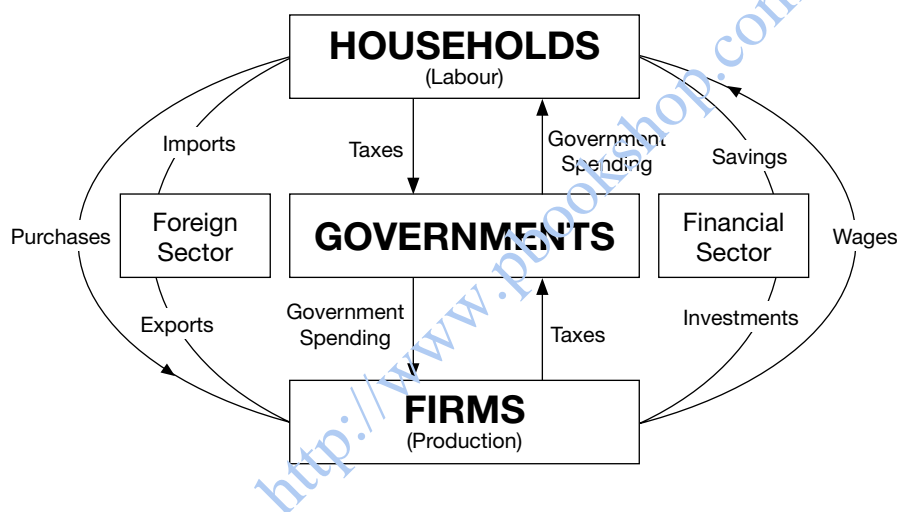 HOUSEHOLDS
(Labour)
Imports
Taxes
Government
Spending
Savings
Purchases
Foreign
Sector
GOVERNMENTS
Financial
Sector
Wages
Exports
Government
Spending
Taxes
Investments
FIRMS
(Production)
http://www.pbookshop.com